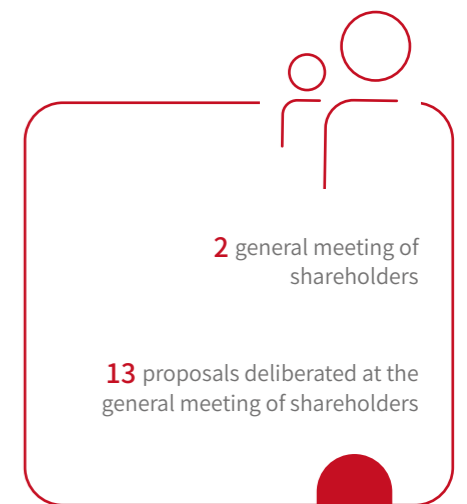 2 general meeting of
shareholders
13 proposals deliberated at the
general meeting of shareholders